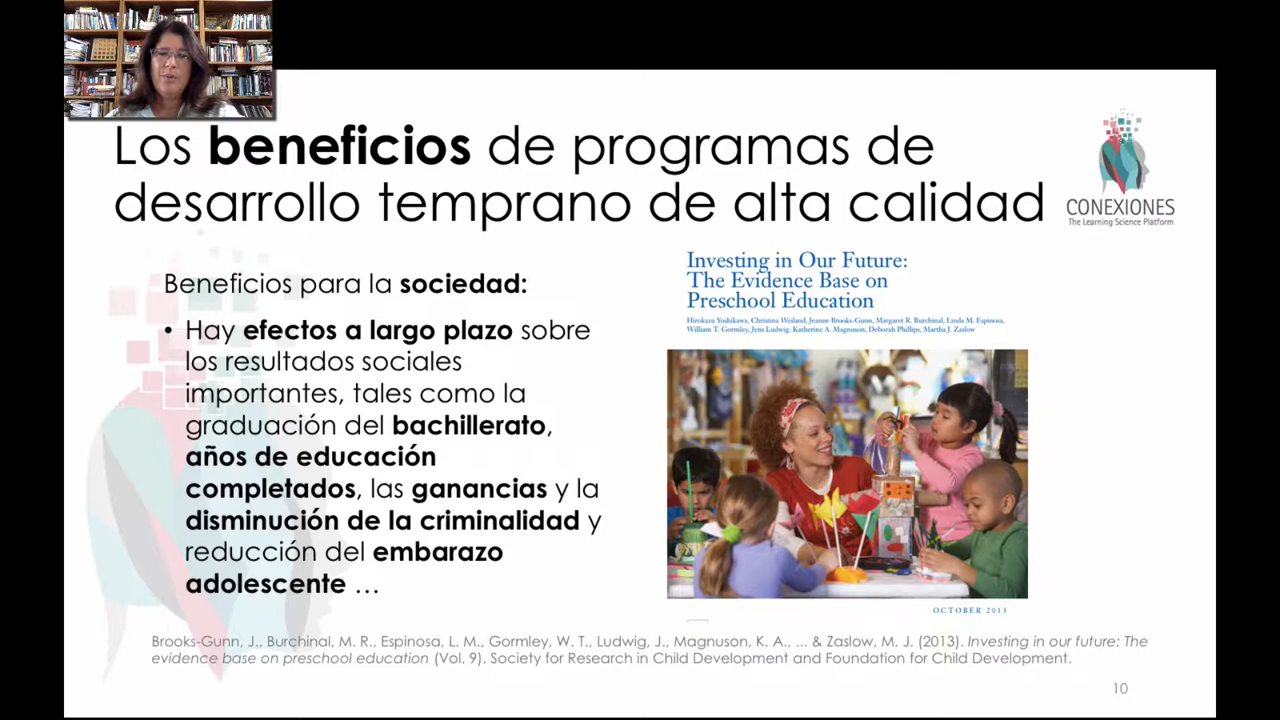 Los beneficios de programas de
desarrollo temprano de alta calidad
CONEXIONES
The Learning Science Platform
Beneficios para la sociedad:
• Hay efectos a largo plazo sobre
los resultados sociales
importantes, tales como la
graduación del bachillerato,
años de educación
completados, las ganancias y la
disminución de la criminalidad y
reducción del embarazo
adolescente …
Investing in Our Future:
The Evidence Base on
Preschool Education
Hirokazu Yoshikawa, Christina Weiland, Jeanne Brooks-Gunn, Margaret R. Burchinal, Linda M. Espinosa,
William T. Gormley, Jens Ludwig, Katherine A. Magnuson, Deborah Phillips, Martha J. Zaslow
OCTOBER 2013
Brooks-Gunn, J., Burchinal, M. R., Espinosa, L. M., Gormley, W. T., Ludwig, J., Magnuson, K. A., ... & Zaslow, M. J. (2013). Investing in our future: The
evidence base on preschool education (Vol. 9). Society for Research in Child Development and Foundation for Child Development.
10